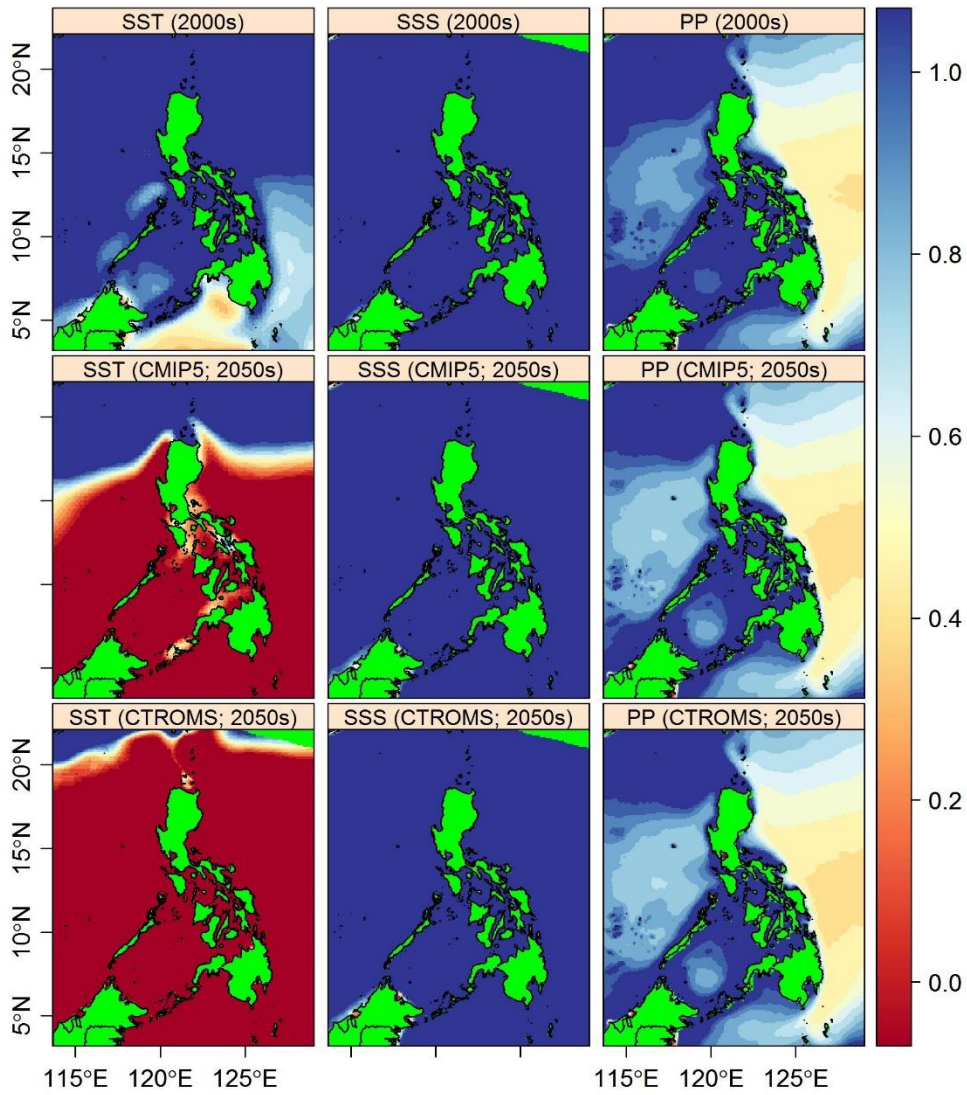 SST (2000s) SSS (2000s) PP (2000s)
20°N
15°N
10°N
5°N
SST (CMIP5; 2050s) SSS (CMIP5; 2050s) PP (CMIP5; 2050s)
SST (CTROMS; 2050s) SSS (CTROMS; 2050s) PP (CTROMS; 2050s)
20°N
15°N
10°N
5°N
115°E 120°E 125°E
115°E 120°E 125°E
1.0
0.8
0.6
0.4
0.2
0.0